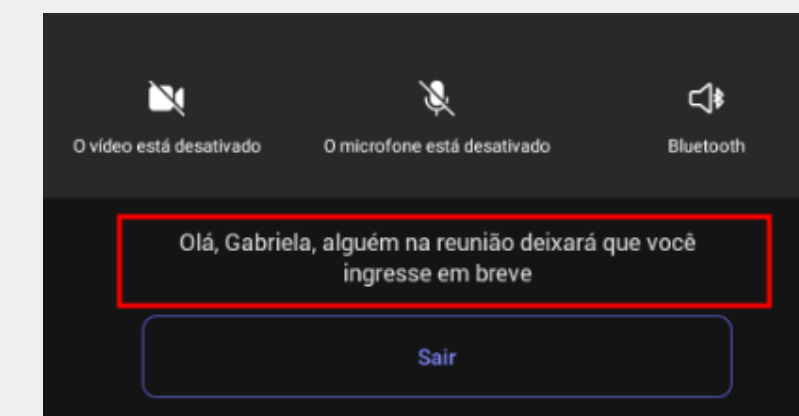 O vídeo está desativado
O microfone está desativado
Bluetooth
Olá, Gabriela, alguém na reunião deixará que você
ingresse em breve
Sair